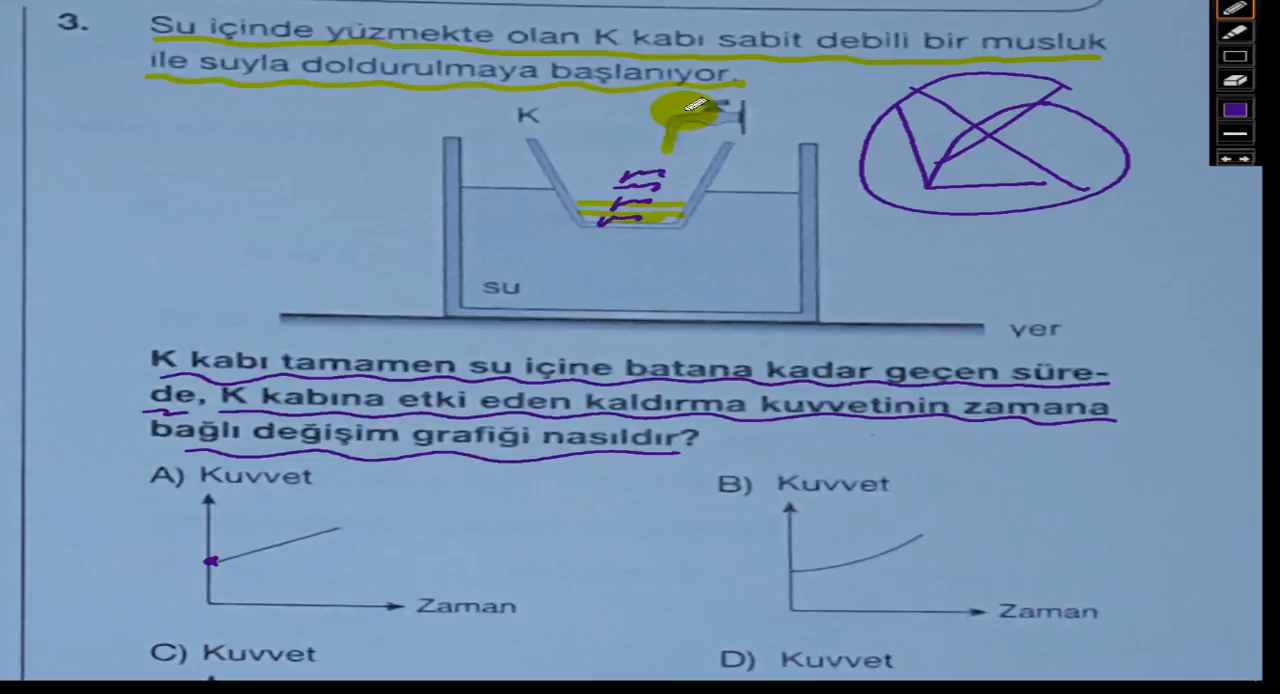 3. Su içinde yüzmekte olan K kabı sabit debili bir musluk
ile suyla doldurulmaya başlanıyor.
K
su
yer
K kabı tamamen su içine batana kadar geçen süre-
de, K kabına etki eden kaldırma kuvvetinin zamana
bağlı değişim grafiği nasıldır?
A) Kuvvet
Zaman
B) Kuvvet
Zaman
C) Kuvvet
D) Kuvvet